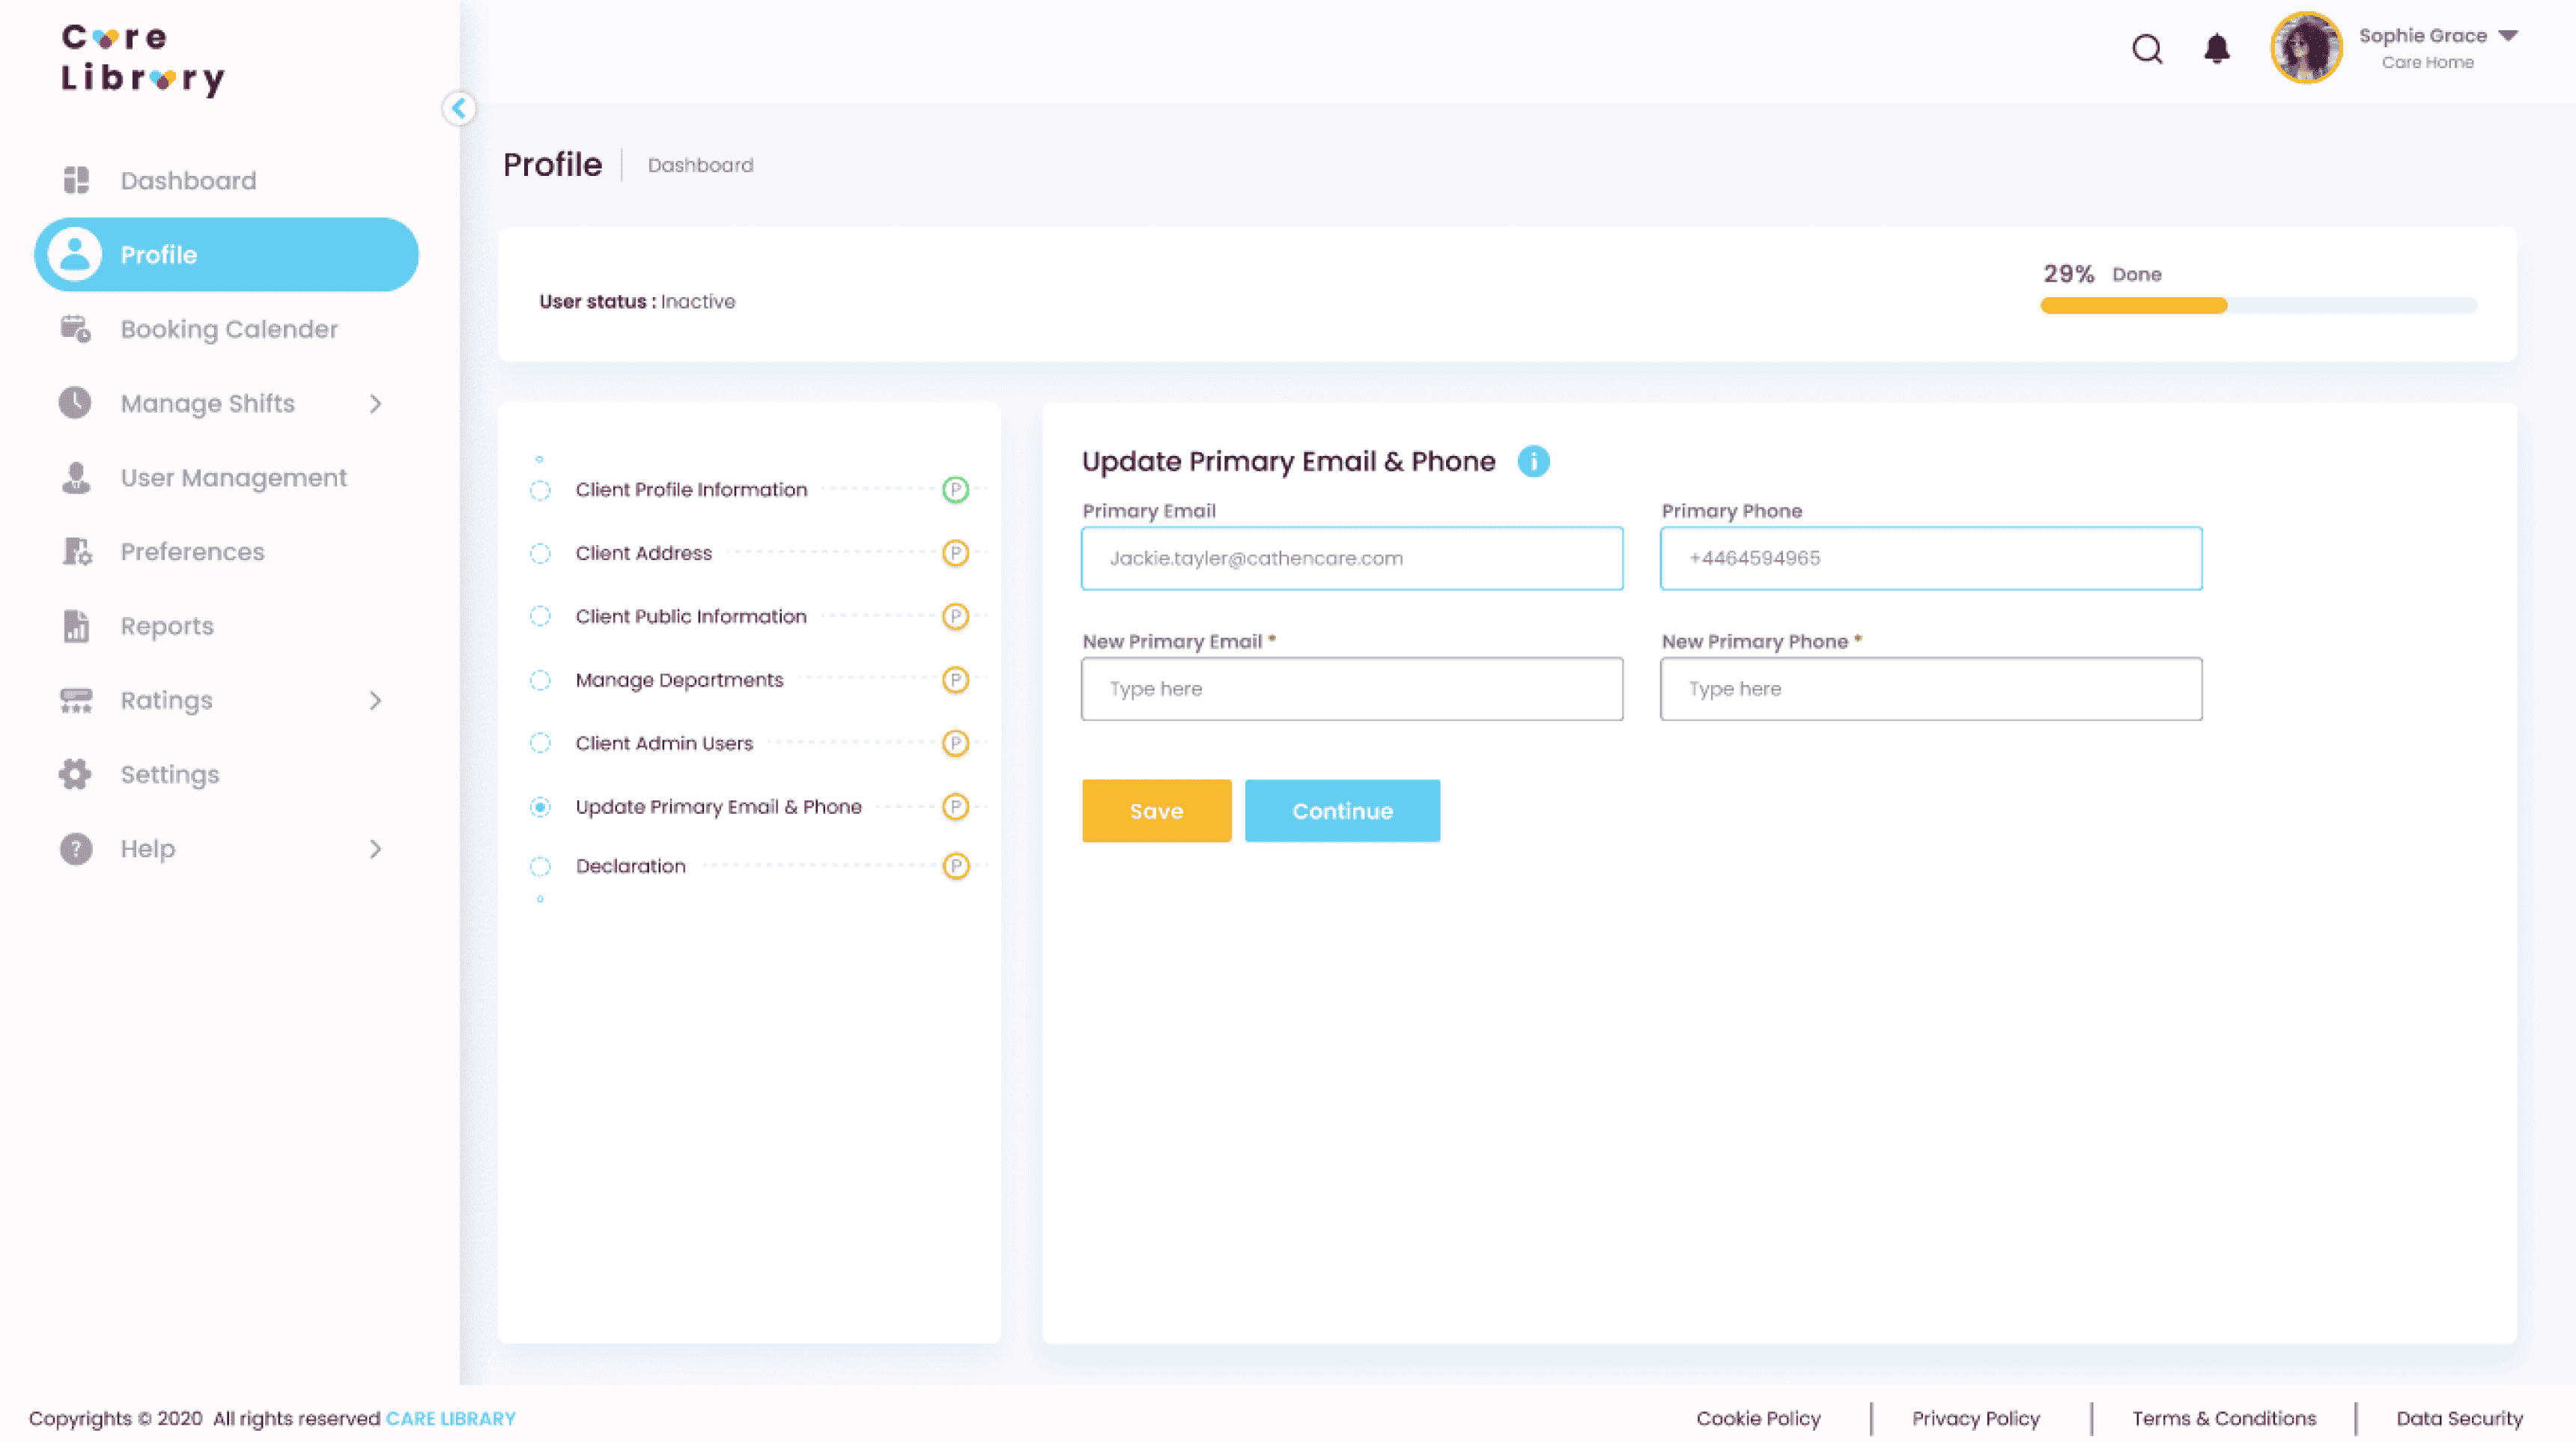 Care
Library
Sophie Grace
Care Home
Dashboard
Profile
Booking Calender
Manage Shifts
User Management
Preferences
Reports
Ratings
Settings
Help
Profile | Dashboard
User status : Inactive
29% Done
Client Profile Information P
Client Address P
Client Public Information P
Manage Departments P
Client Admin Users P
Update Primary Email & Phone P
Declaration P
Update Primary Email & Phone i
Primary Email
Jackie.tayler@cathencare.com
Primary Phone
+4464594965
New Primary Email *
Type here
New Primary Phone *
Type here
Save
Continue
Copyrights © 2020 All rights reserved CARE LIBRARY
Cookie Policy | Privacy Policy | Terms & Conditions | Data Security